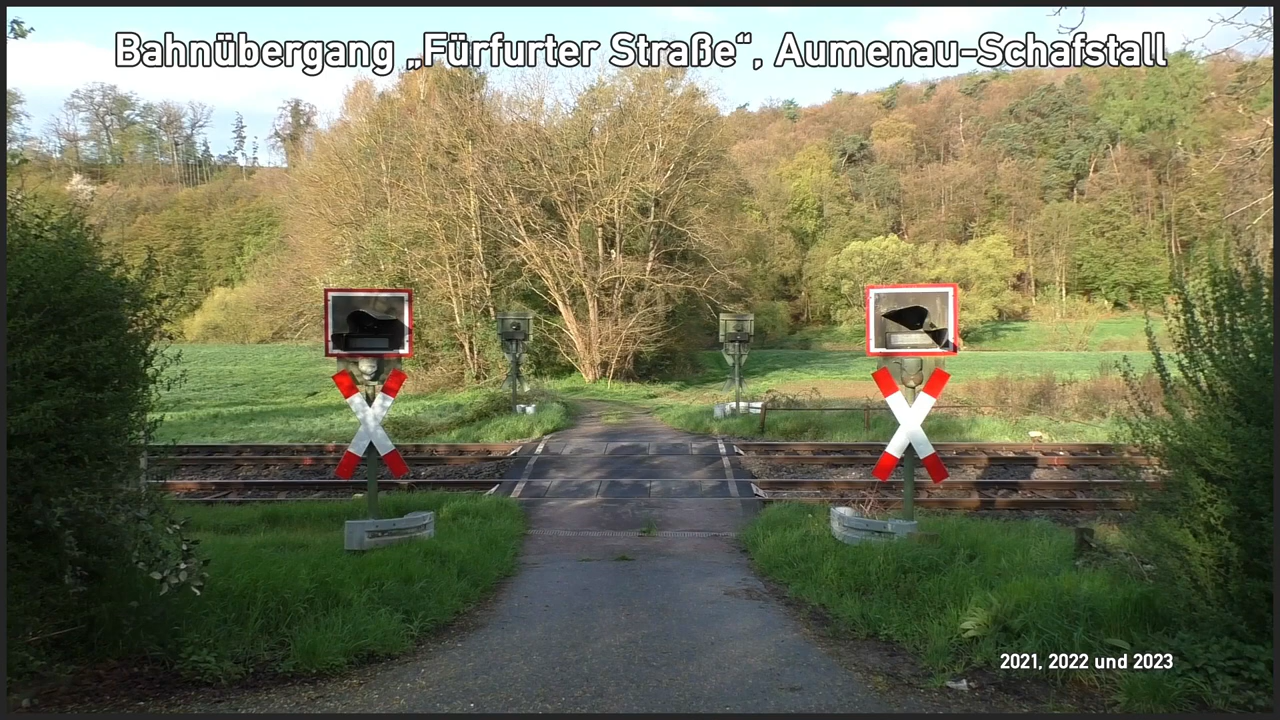 Bahnübergang „Fürfurter Straße“, Aumenau-Schafstall
2021, 2022 und 2023